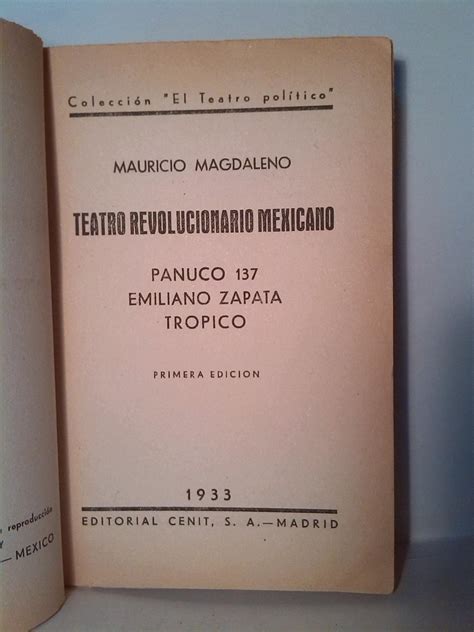 Colección "El Teatro político"
MAURICIO MAGDALENO
TEATRO REVOLUCIONARIO MEXICANO
PANUCO 137
EMILIANO ZAPATA
TROPICO
PRIMERA EDICION
1933
EDITORIAL CENIT, S. A.—MADRID
reproducción
Y
— MEXICO